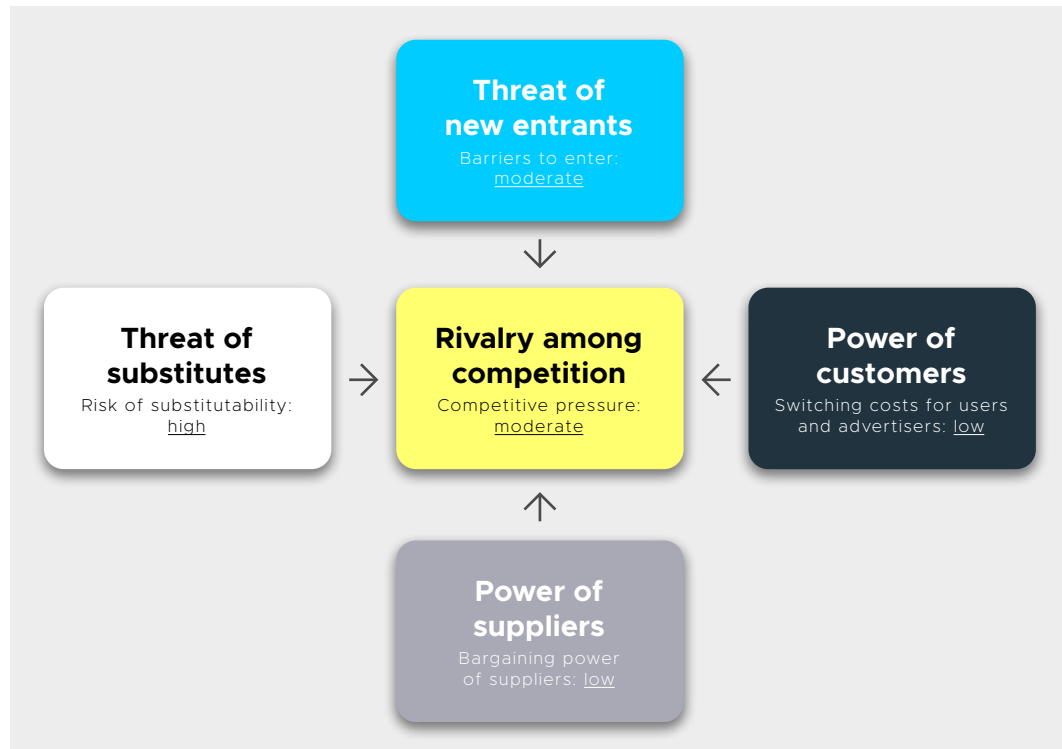 Threat of
new entrants
Barriers to enter:
moderate
Threat of
substitutes
Risk of substitutability:
high
Rivalry among
competition
Competitive pressure:
moderate
Power of
customers
Switching costs for users
and advertisers: low
Power of
suppliers
Bargaining power
of suppliers: low